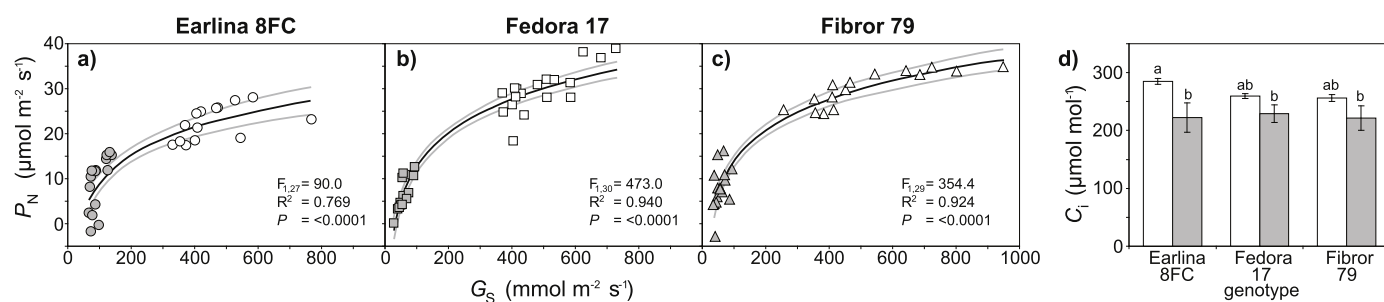 Earlina 8FC
Fedora 17
Fibror 79
a)
b)
c)
d)
P_N (µmol m⁻² s⁻¹)
40
30
20
10
0
F₁,₂₇ = 90.0
R² = 0.769
P = <0.0001
F₁,₃₀ = 473.0
R² = 0.940
P = <0.0001
F₁,₂₉ = 354.4
R² = 0.924
P = <0.0001
0 200 400 600 800
0 200 400 600 800
0 200 400 600 800 1000
G_S (mmol m⁻² s⁻¹)
C_i (µmol mol⁻¹)
300
200
100
0
a b ab b ab b
Earlina 8FC
Fedora 17
Fibror 79
genotype